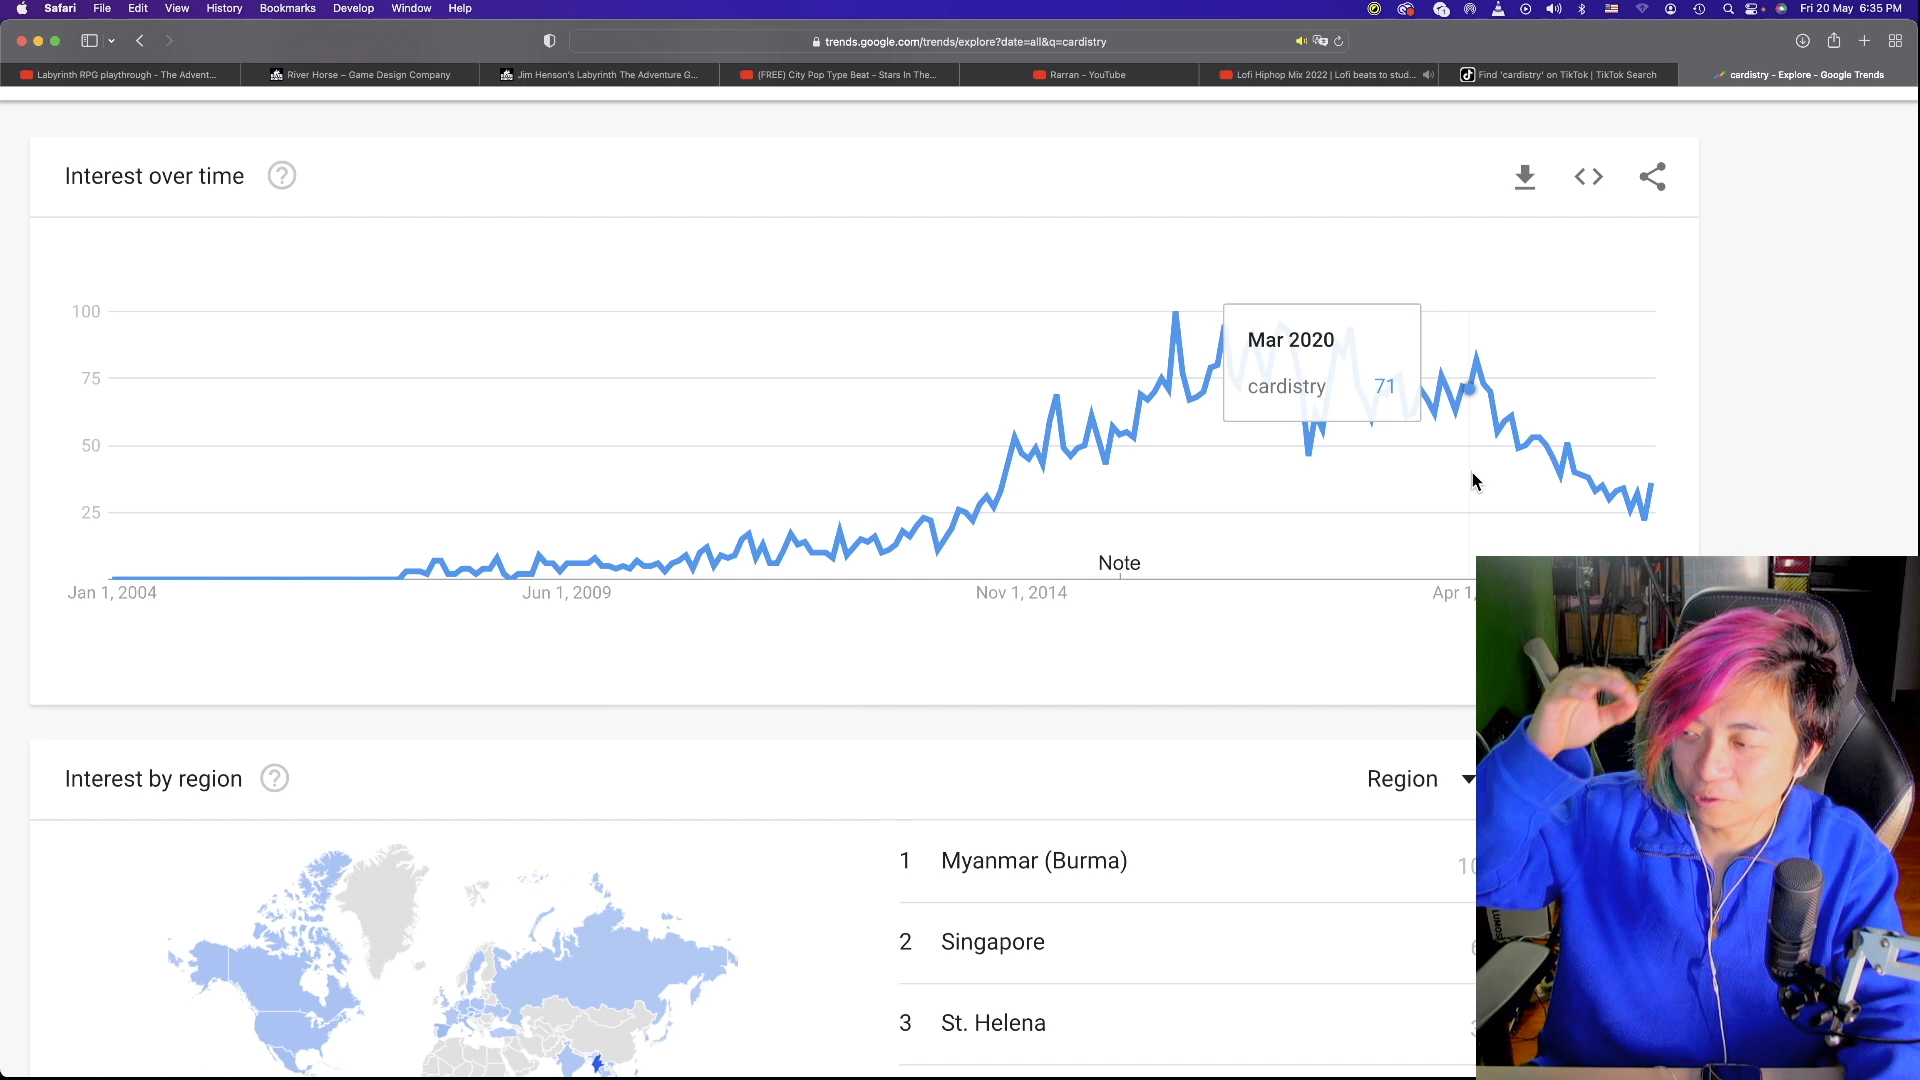 Safari File Edit View History Bookmarks Develop Window Help
Fri 20 May 6:35 PM
trends.google.com/trends/explore?date=all&q=cardistry
Labyrinth RPG playthrough - The Advent...
River Horse – Game Design Company
Jim Henson's Labyrinth The Adventure G...
(FREE) City Pop Type Beat - Stars In The...
Rarran - YouTube
Lofi Hiphop Mix 2022 | Lofi beats to stud...
Find 'cardistry' on TikTok | TikTok Search
cardistry - Explore - Google Trends
Interest over time
100
75
50
25
Mar 2020
cardistry 71
Note
Jan 1, 2004 Jun 1, 2009 Nov 1, 2014 Apr 1,
Interest by region
Region
1 Myanmar (Burma)
2 Singapore
3 St. Helena